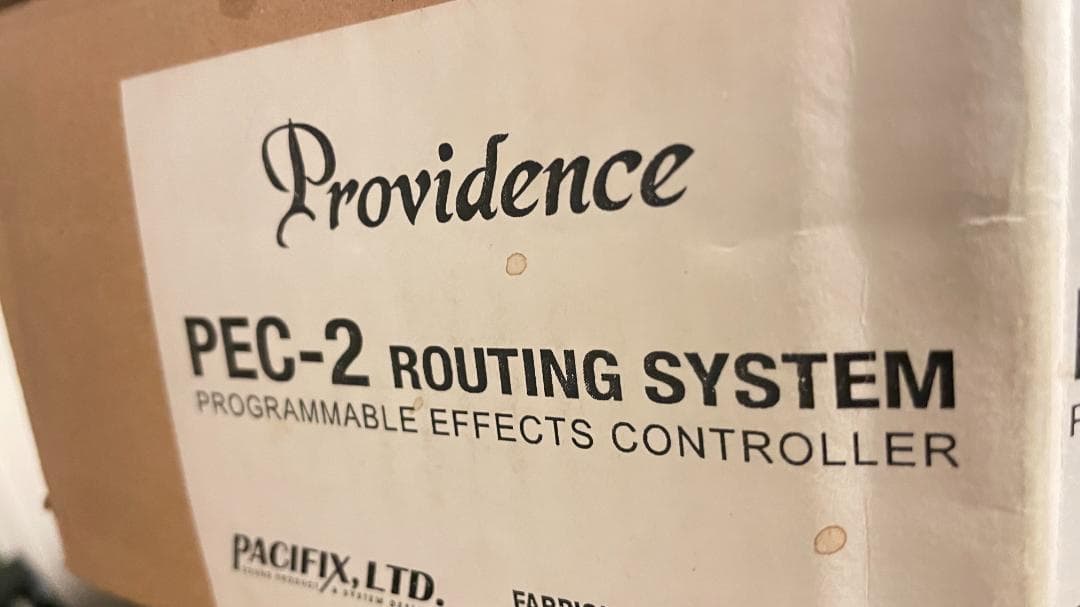 Providence
PEC-2 ROUTING SYSTEM
PROGRAMMABLE EFFECTS CONTROLLER
PACIFIX, LTD.